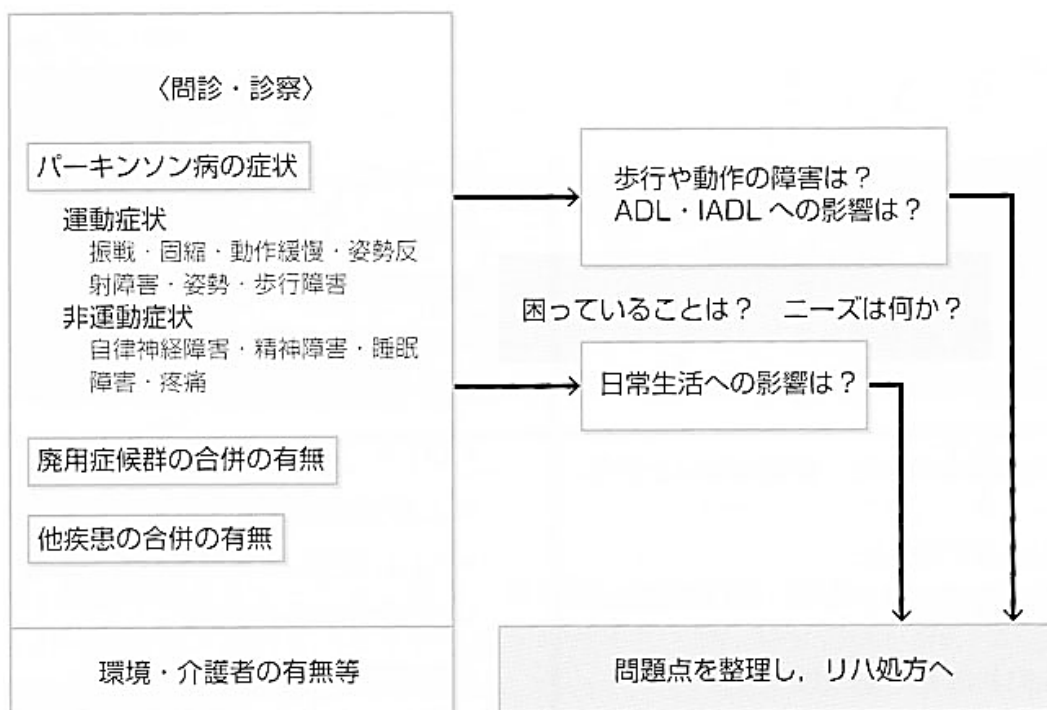 〈問診・診察〉
パーキンソン病の症状
運動症状
振戦・固縮・動作緩慢・姿勢反
射障害・姿勢・歩行障害
非運動症状
自律神経障害・精神障害・睡眠
障害・疼痛
廃用症候群の合併の有無
他疾患の合併の有無
環境・介護者の有無等
歩行や動作の障害は？
ADL・IADL への影響は？
困っていることは？　ニーズは何か？
日常生活への影響は？
問題点を整理し，リハ処方へ